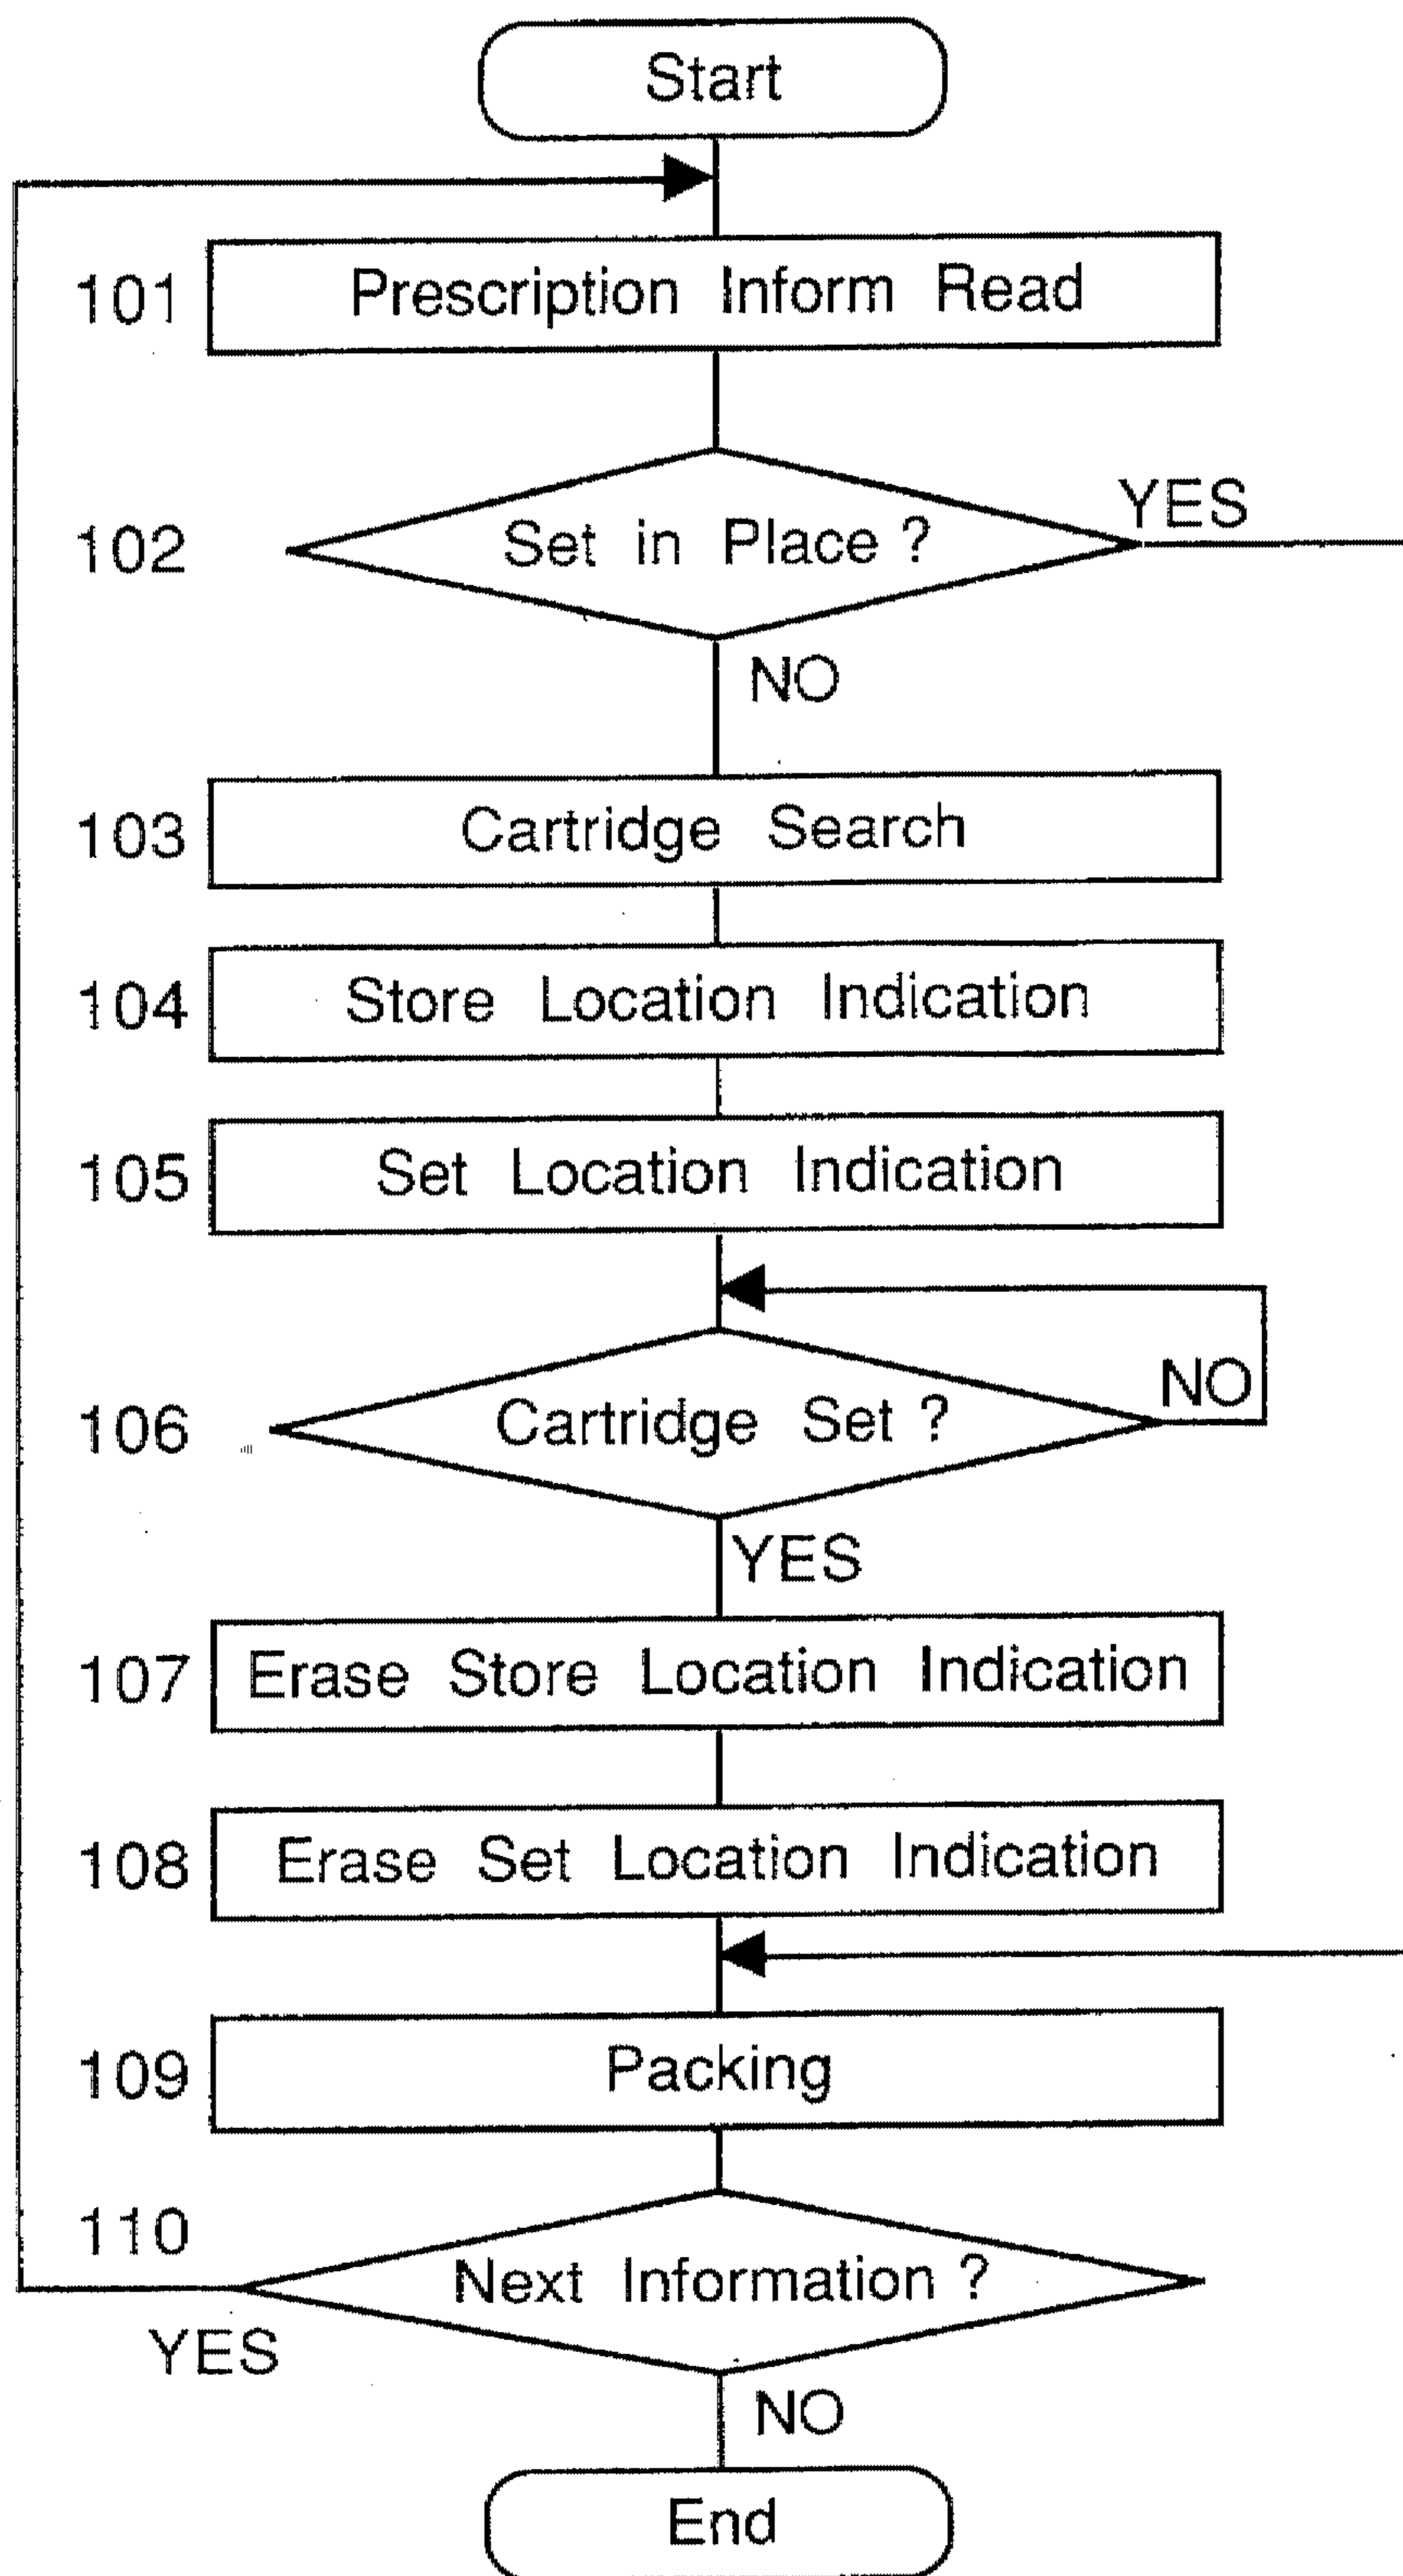 Start
101 Prescription Inform Read
102 Set in Place ?
YES
NO
103 Cartridge Search
104 Store Location Indication
105 Set Location Indication
106 Cartridge Set ?
NO
YES
107 Erase Store Location Indication
108 Erase Set Location Indication
109 Packing
110 Next Information ?
YES
NO
End